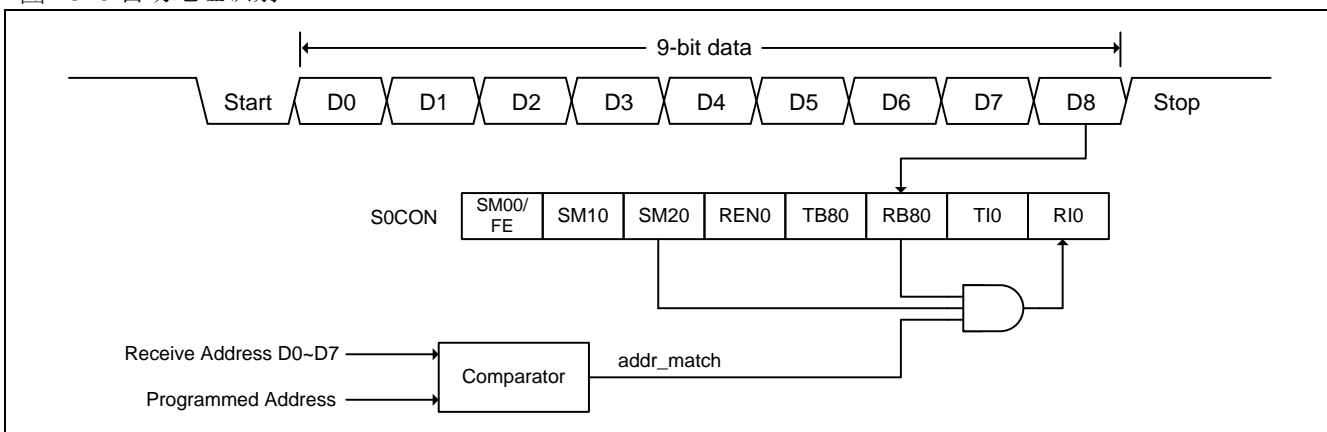 9-bit data
Start D0 D1 D2 D3 D4 D5 D6 D7 D8 Stop
S0CON SM00/FE SM10 SM20 REN0 TB80 RB80 TI0 RI0
Receive Address D0~D7
Programmed Address
Comparator
addr_match